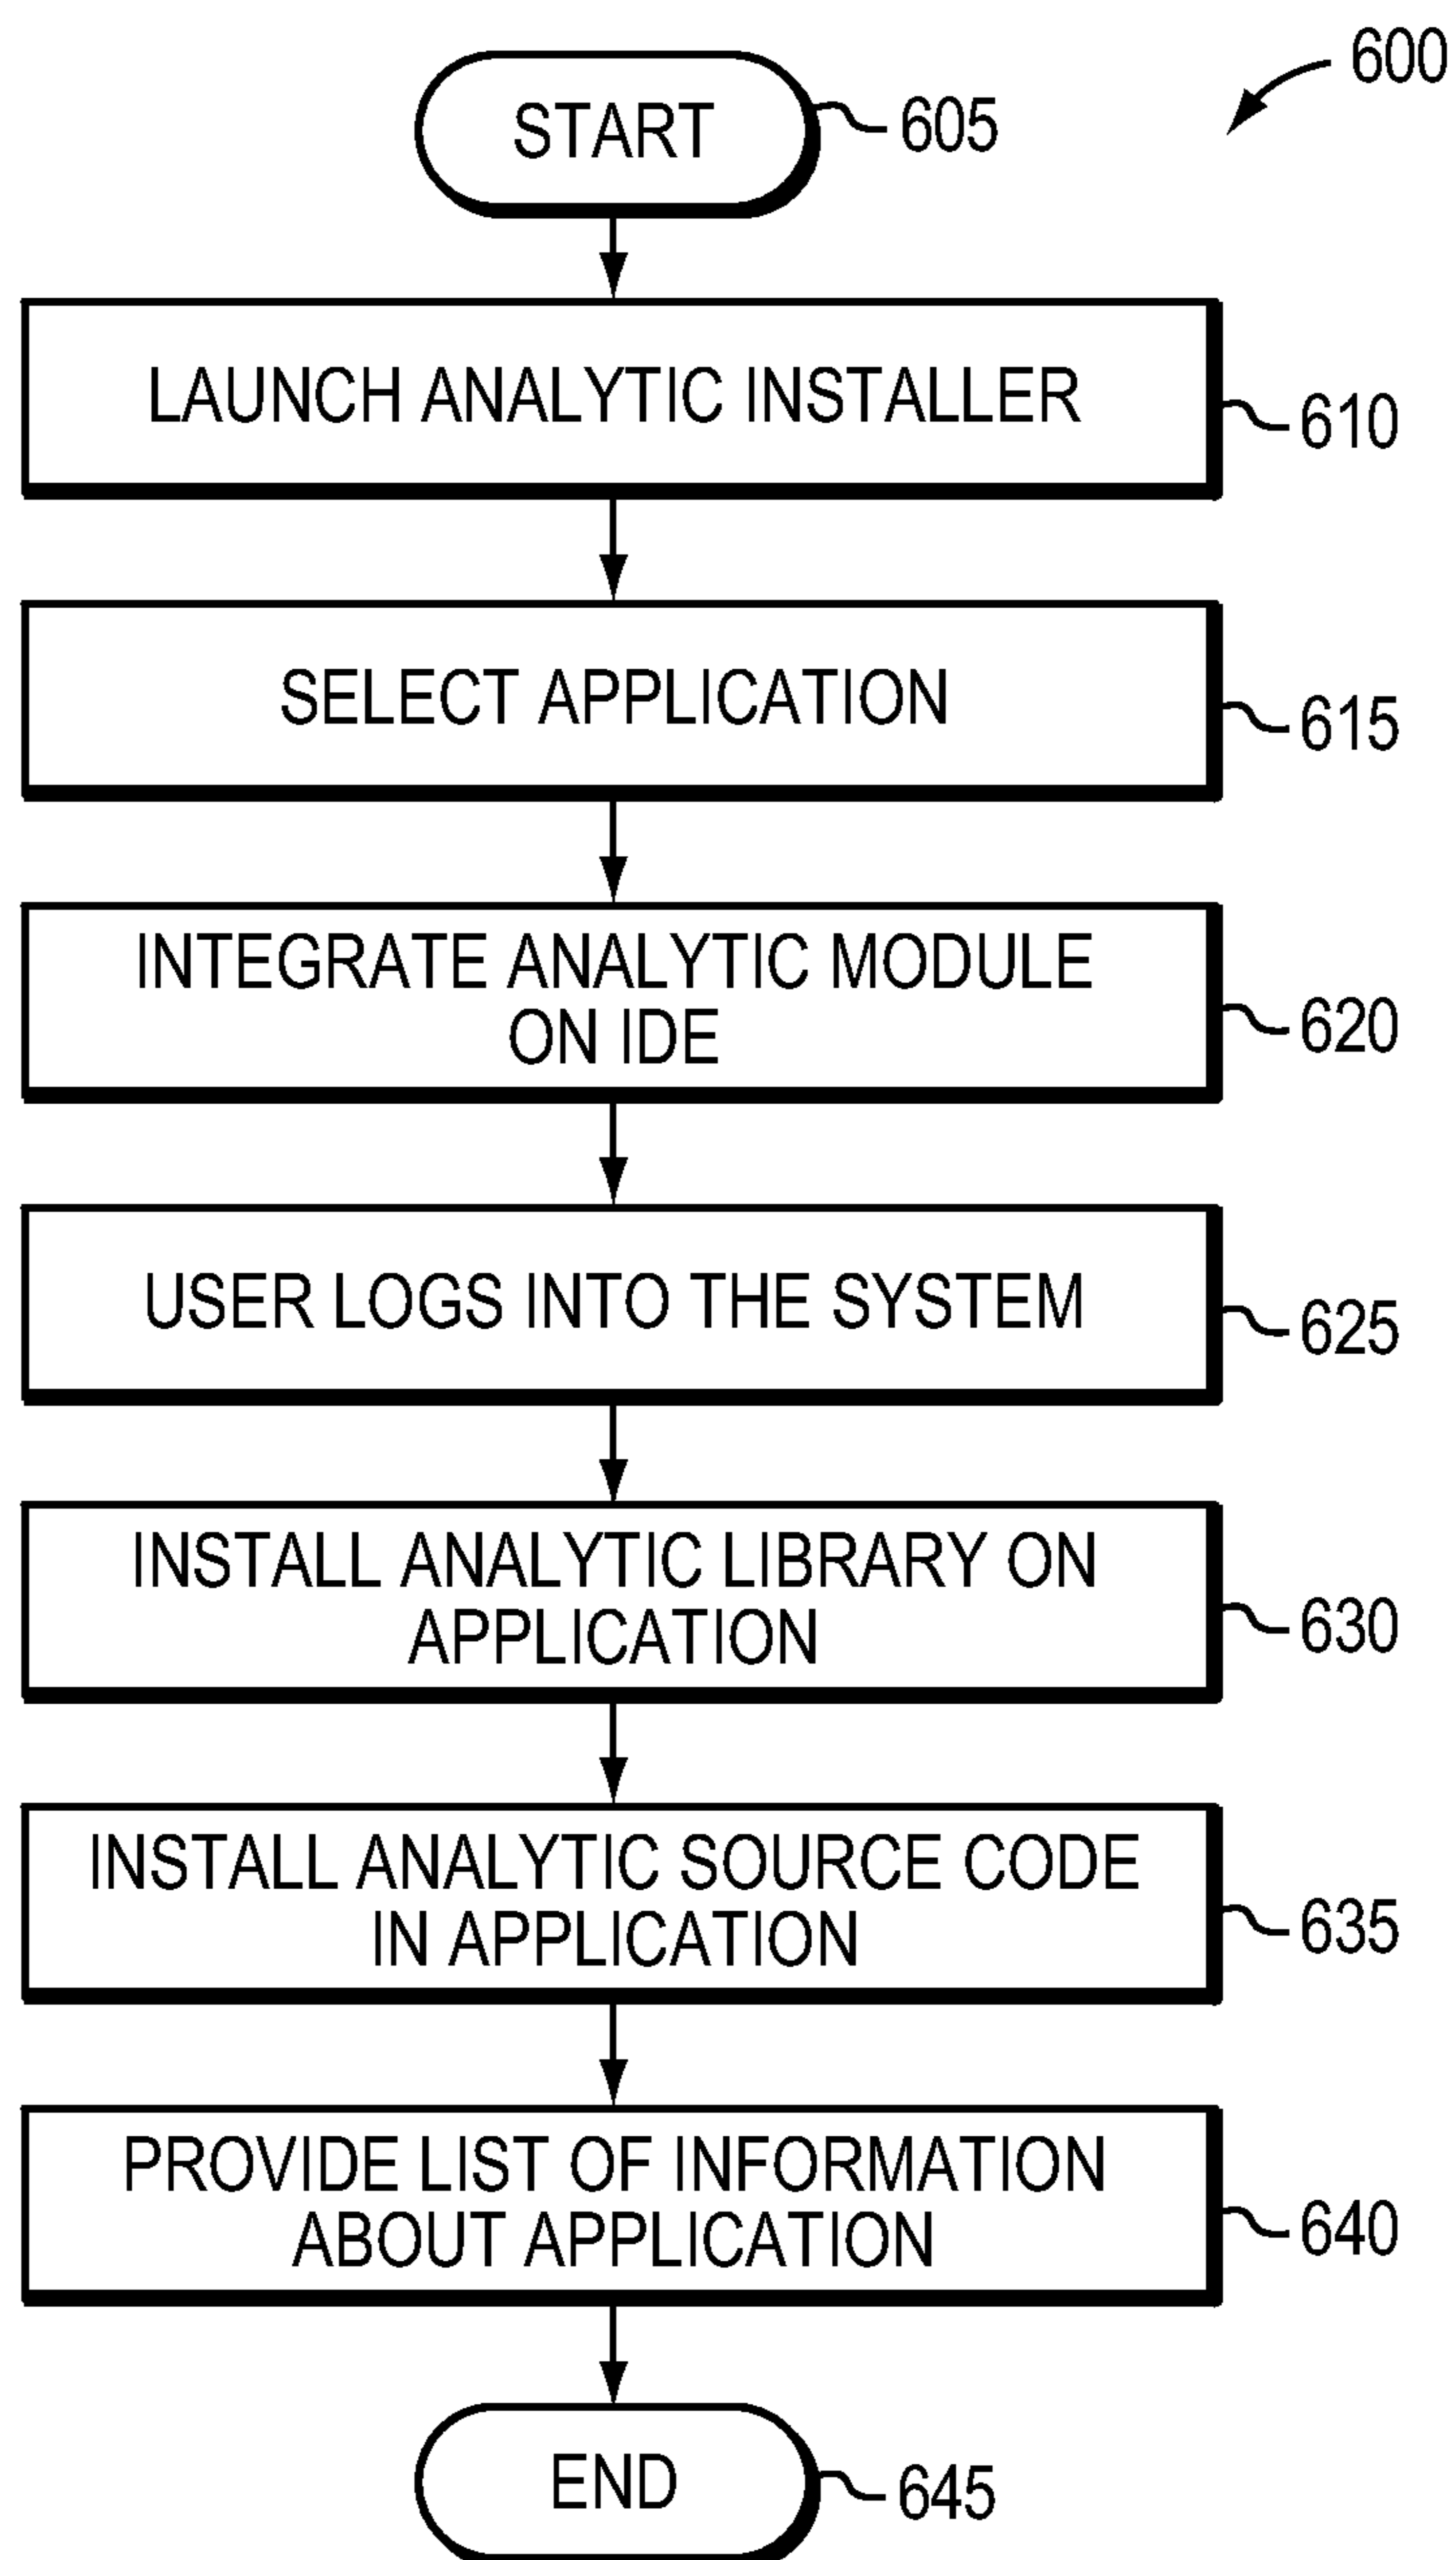 600
START
605
LAUNCH ANALYTIC INSTALLER
610
SELECT APPLICATION
615
INTEGRATE ANALYTIC MODULE
ON IDE
620
USER LOGS INTO THE SYSTEM
625
INSTALL ANALYTIC LIBRARY ON
APPLICATION
630
INSTALL ANALYTIC SOURCE CODE
IN APPLICATION
635
PROVIDE LIST OF INFORMATION
ABOUT APPLICATION
640
END
645